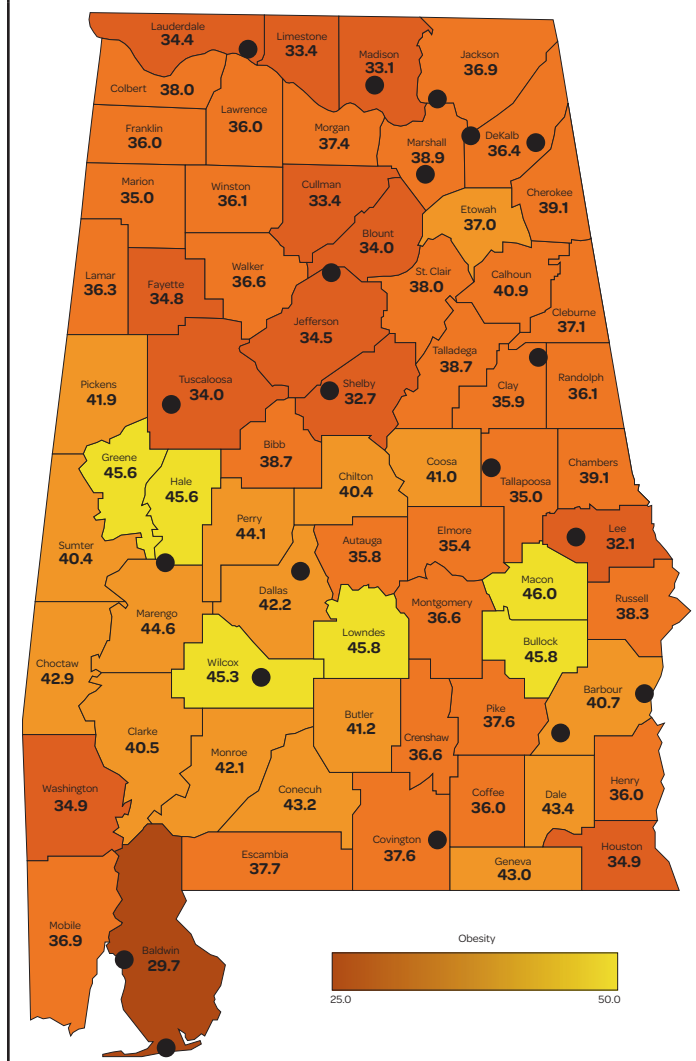 Lauderdale
34.4
Limestone
33.4
Madison
33.1
Jackson
36.9
Colbert 38.0
Lawrence
36.0
Franklin
36.0
Morgan
37.4
Marshall
38.9
DeKalb
36.4
Marion
35.0
Winston
36.1
Cullman
33.4
Cherokee
39.1
Etowah
37.0
Blount
34.0
Lamar
36.3
Fayette
34.8
Walker
36.6
St. Clair
38.0
Calhoun
40.9
Cleburne
37.1
Jefferson
34.5
Talladega
38.7
Pickens
41.9
Tuscaloosa
34.0
Shelby
32.7
Clay
35.9
Randolph
36.1
Greene
45.6
Hale
45.6
Bibb
38.7
Chilton
40.4
Coosa
41.0
Tallapoosa
35.0
Chambers
39.1
Sumter
40.4
Perry
44.1
Autauga
35.8
Elmore
35.4
Lee
32.1
Macon
46.0
Dallas
42.2
Marengo
44.6
Lowndes
45.8
Montgomery
36.6
Russell
38.3
Bullock
45.8
Choctaw
42.9
Wilcox
45.3
Barbour
40.7
Clarke
40.5
Butler
41.2
Crenshaw
36.6
Pike
37.6
Monroe
42.1
Washington
34.9
Conecuh
43.2
Coffee
36.0
Dale
43.4
Henry
36.0
Covington
37.6
Escambia
37.7
Geneva
43.0
Houston
34.9
Mobile
36.9
Baldwin
29.7
Obesity
25.0 50.0